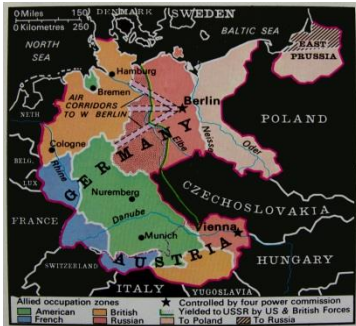 0 Miles 150
0 Kilometres 250
DENMARK
SWEDEN
NORTH SEA
BALTIC SEA
EAST PRUSSIA
Hamburg
Bremen
AIR CORRIDORS TO W BERLIN
Berlin
NETH
Elbe
Neisse
Oder
POLAND
Cologne
BELG.
Rhine
LUX
GERMANY
Nuremberg
CZECHOSLOVAKIA
FRANCE
Danube
Vienna
Munich
AUSTRIA
HUNGARY
SWITZERLAND
ITALY
YUGOSLAVIA
Allied occupation zones
★ Controlled by four power commission
American
British
Yielded to USSR by US & British Forces
French
Russian
To Poland
To Russia